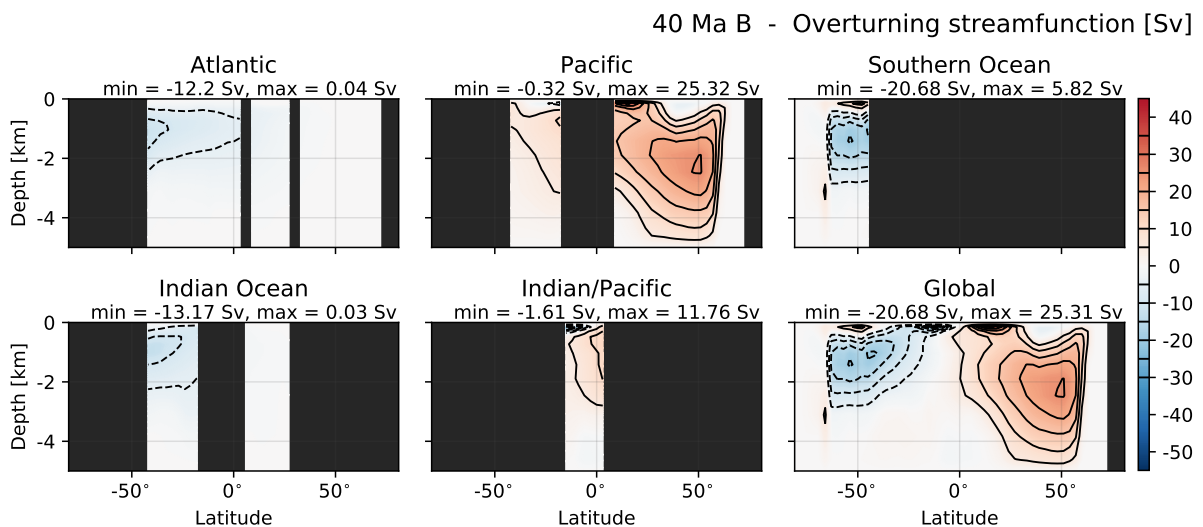 40 Ma B - Overturning streamfunction [Sv]
Atlantic
min = -12.2 Sv, max = 0.04 Sv
Pacific
min = -0.32 Sv, max = 25.32 Sv
Southern Ocean
min = -20.68 Sv, max = 5.82 Sv
0
-2
-4
Depth [km]
Indian Ocean
min = -13.17 Sv, max = 0.03 Sv
Indian/Pacific
min = -1.61 Sv, max = 11.76 Sv
Global
min = -20.68 Sv, max = 25.31 Sv
0
-2
-4
Depth [km]
-50° 0° 50°
Latitude
-50° 0° 50°
Latitude
-50° 0° 50°
Latitude
40
30
20
10
0
-10
-20
-30
-40
-50